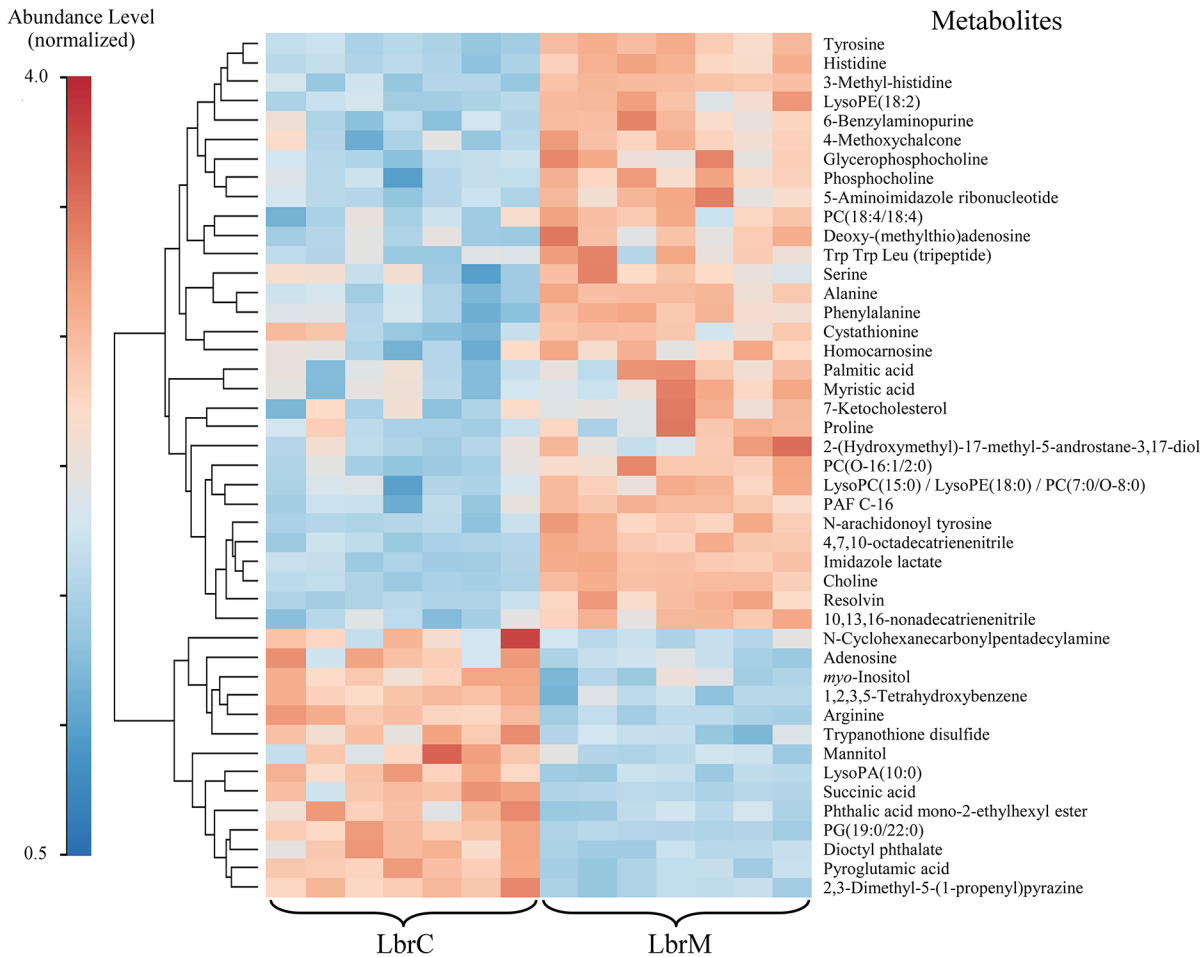 Abundance Level
(normalized)
Metabolites
4.0
0.5
Tyrosine
Histidine
3-Methyl-histidine
LysoPE(18:2)
6-Benzylaminopurine
4-Methoxychalcone
Glycerophosphocholine
Phosphocholine
5-Aminoimidazole ribonucleotide
PC(18:4/18:4)
Deoxy-(methylthio)adenosine
Trp Trp Leu (tripeptide)
Serine
Alanine
Phenylalanine
Cystathionine
Homocarnosine
Palmitic acid
Myristic acid
7-Ketocholesterol
Proline
2-(Hydroxymethyl)-17-methyl-5-androstane-3,17-diol
PC(O-16:1/2:0)
LysoPC(15:0) / LysoPE(18:0) / PC(7:0/O-8:0)
PAF C-16
N-arachidonoyl tyrosine
4,7,10-octadecatrienenitrile
Imidazole lactate
Choline
Resolvin
10,13,16-nonadecatrienenitrile
N-Cyclohexanecarbonylpentadecylamine
Adenosine
myo-Inositol
1,2,3,5-Tetrahydroxybenzene
Arginine
Trypanothione disulfide
Mannitol
LysoPA(10:0)
Succinic acid
Phthalic acid mono-2-ethylhexyl ester
PG(19:0/22:0)
Dioctyl phthalate
Pyroglutamic acid
2,3-Dimethyl-5-(1-propenyl)pyrazine
LbrC
LbrM